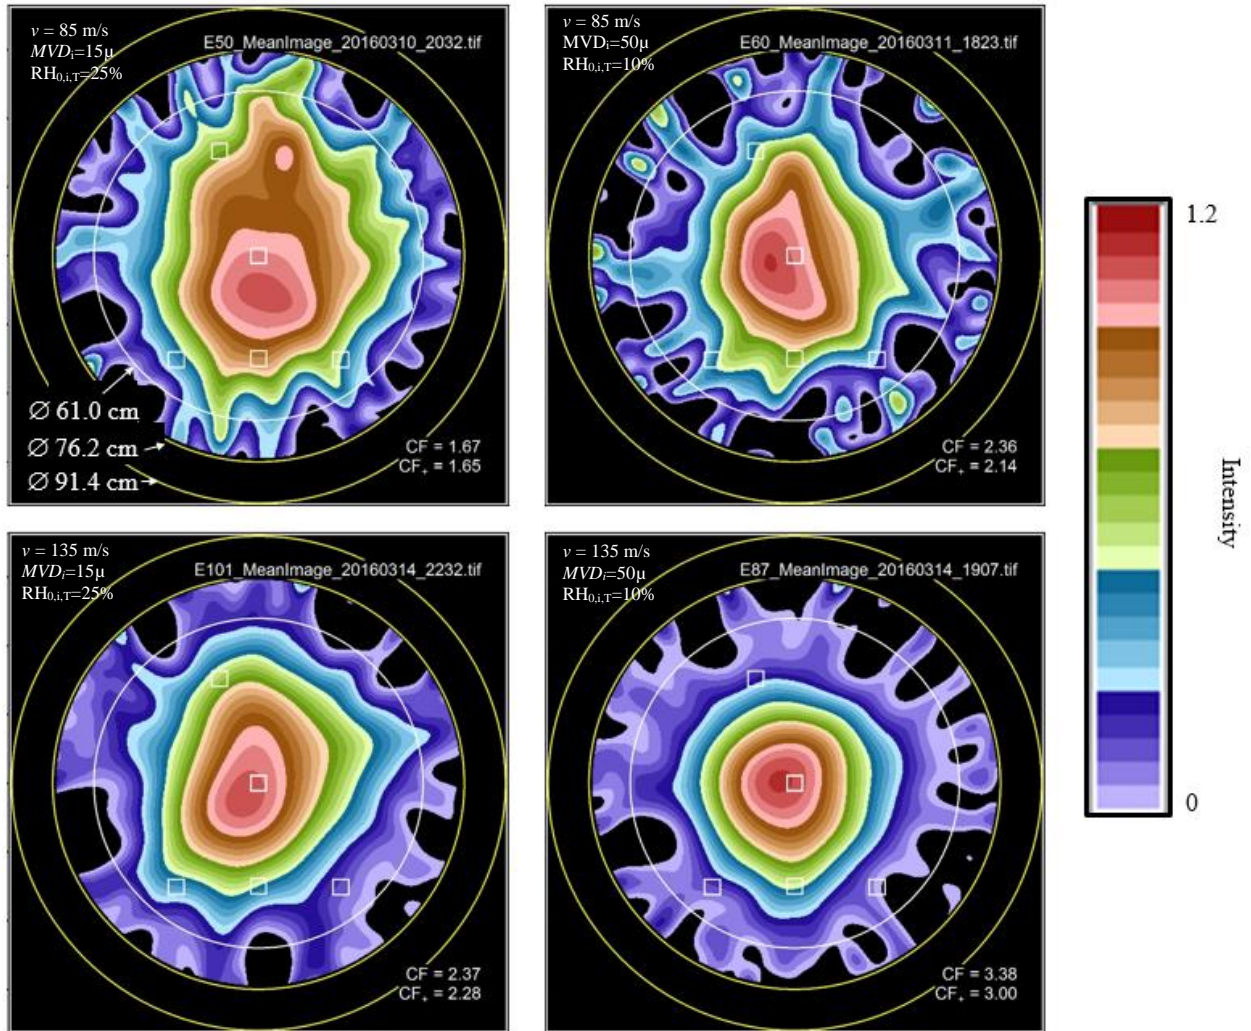 v = 85 m/s
MVDᵢ=15μ
RH₀,ᵢ,T=25%
E50_MeanImage_20160310_2032.tif
∅ 61.0 cm
∅ 76.2 cm
∅ 91.4 cm
CF = 1.67
CF₊ = 1.65
v = 85 m/s
MVDᵢ=50μ
RH₀,ᵢ,T=10%
E60_MeanImage_20160311_1823.tif
CF = 2.36
CF₊ = 2.14
v = 135 m/s
MVDᵢ=15μ
RH₀,ᵢ,T=25%
E101_MeanImage_20160314_2232.tif
CF = 2.37
CF₊ = 2.28
v = 135 m/s
MVDᵢ=50μ
RH₀,ᵢ,T=10%
E87_MeanImage_20160314_1907.tif
CF = 3.38
CF₊ = 3.00
1.2
Intensity
0